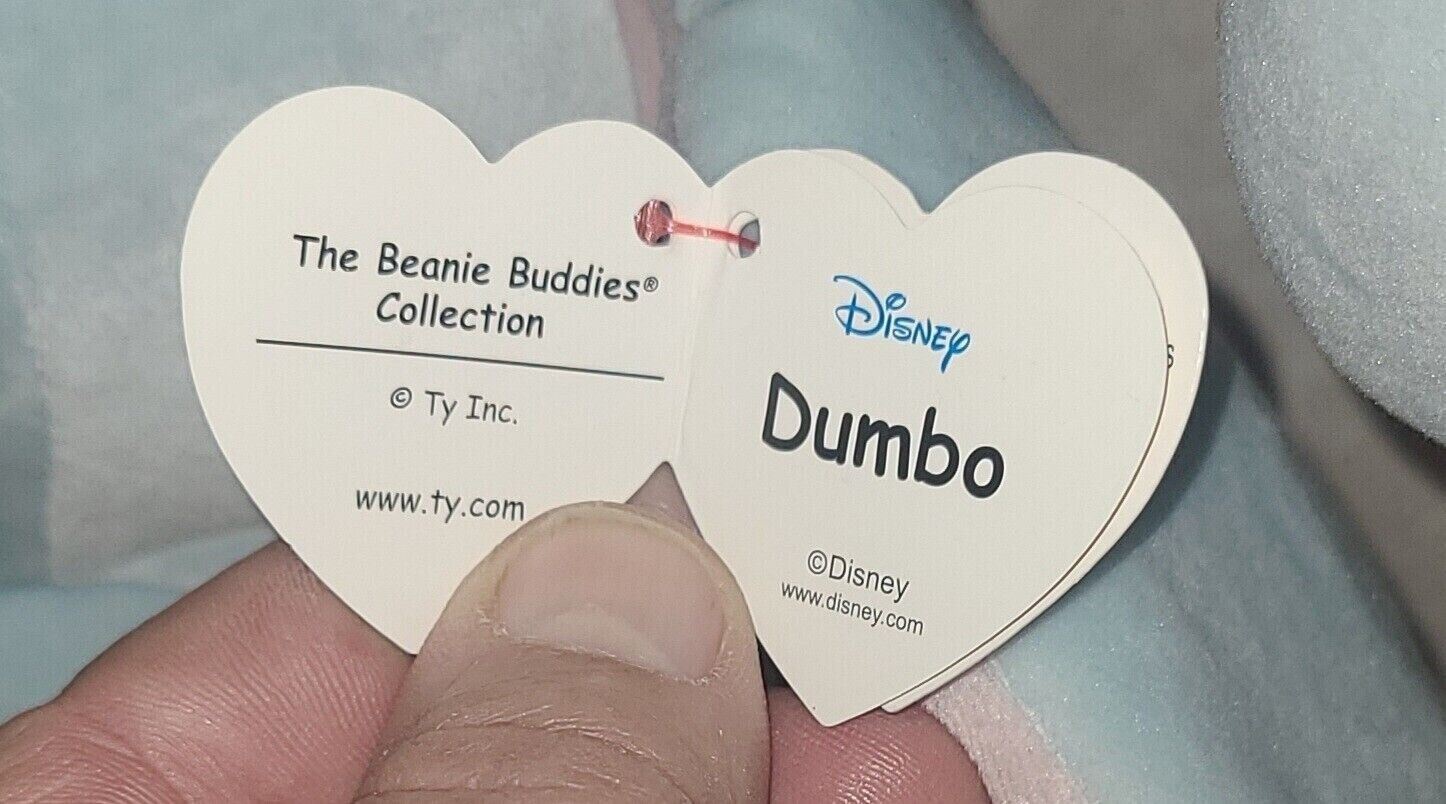 The Beanie Buddies®
Collection
© Ty Inc.
www.ty.com
Disney
Dumbo
©Disney
www.disney.com
s